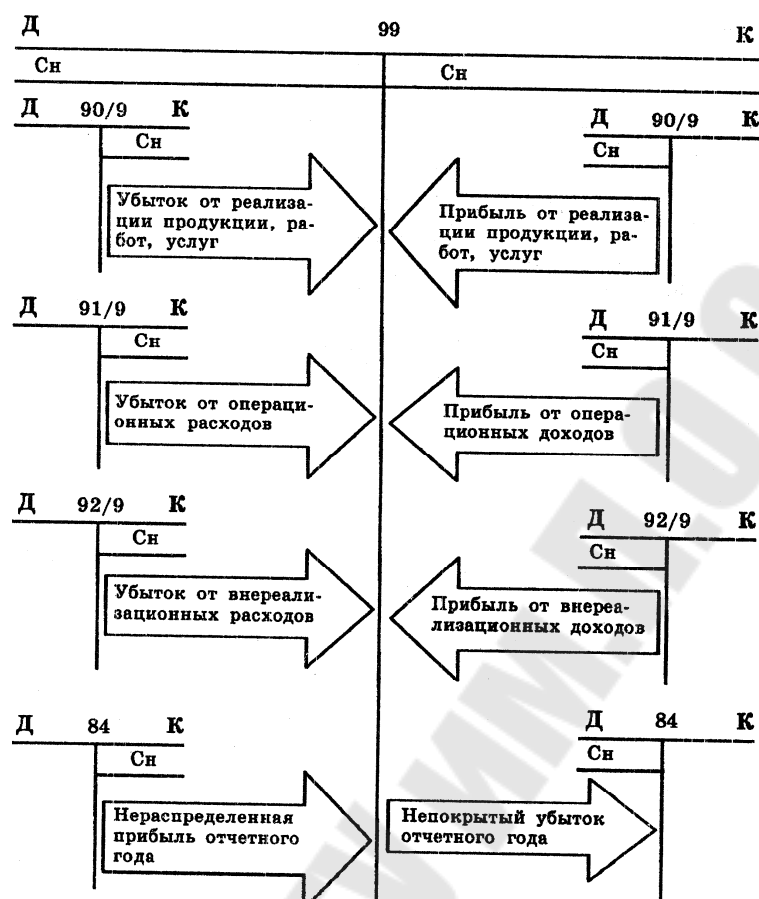 Д 99 К
Сн Сн
Д 90/9 К
Сн
Убыток от реализа-
ции продукции, ра-
бот, услуг
Д 90/9 К
Сн
Прибыль от реализа-
ции продукции, ра-
бот, услуг
Д 91/9 К
Сн
Убыток от операци-
онных расходов
Д 91/9 К
Сн
Прибыль от опера-
ционных доходов
Д 92/9 К
Сн
Убыток от внереали-
зационных расходов
Д 92/9 К
Сн
Прибыль от внереа-
лизационных доходов
Д 84 К
Сн
Нераспределенная
прибыль отчетного
года
Д 84 К
Сн
Непокрытый убыток
отчетного года